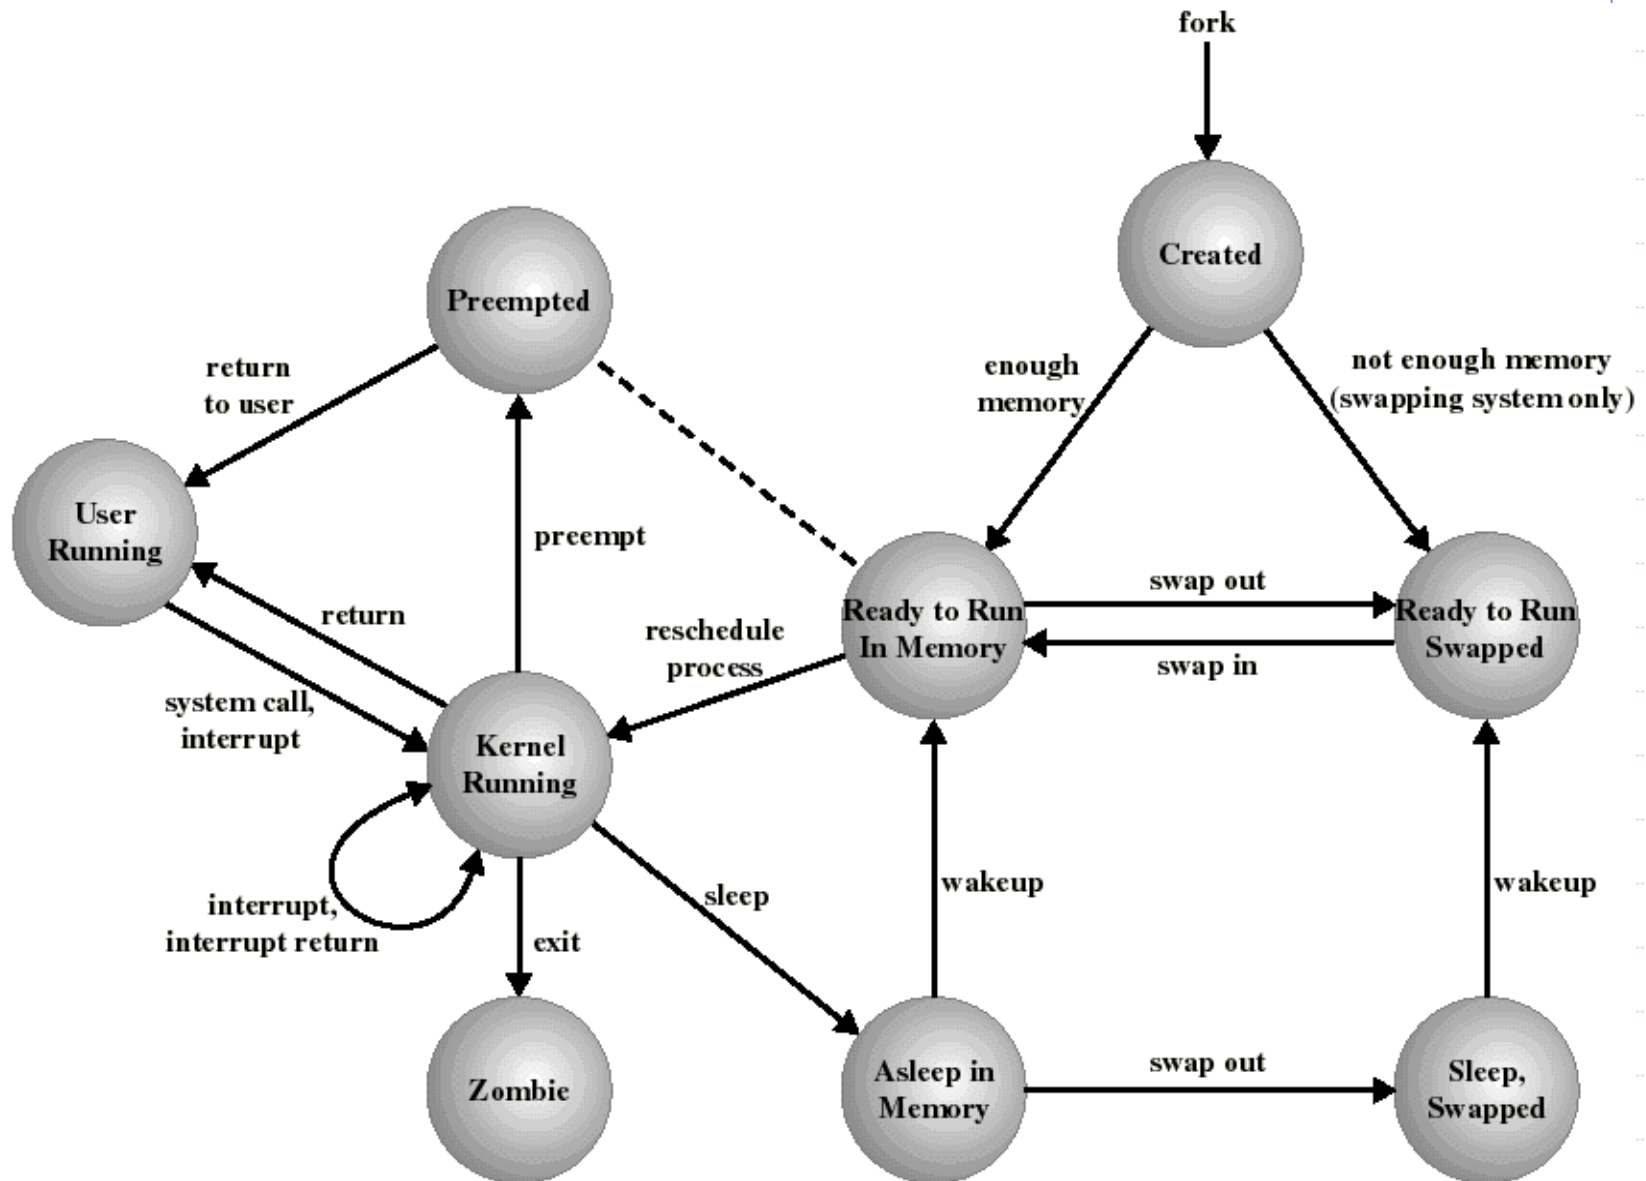 fork
Created
Preempted
enough
memory
not enough memory
(swapping system only)
return
to user
User
Running
preempt
return
reschedule
process
Ready to Run
In Memory
swap out
swap in
Ready to Run
Swapped
system call,
interrupt
Kernel
Running
interrupt,
interrupt return
exit
sleep
wakeup
wakeup
Zombie
Asleep in
Memory
swap out
Sleep,
Swapped